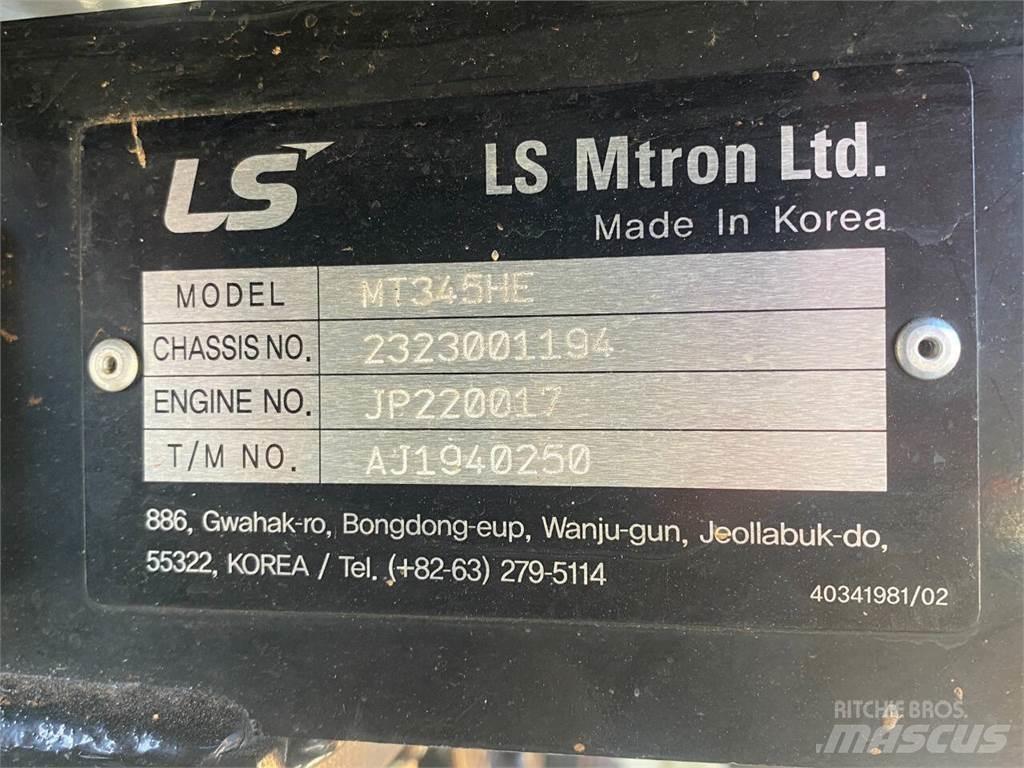 LS
LS Mtron Ltd.
Made In Korea
MODEL MT345HE
CHASSIS NO. 2323001194
ENGINE NO. JP220017
T/M NO. AJ1940250
886, Gwahak-ro, Bongdong-eup, Wanju-gun, Jeollabuk-do,
55322, KOREA / Tel. (+82-63) 279-5114
40341981/02
RITCHIE BROS.
MASCUS